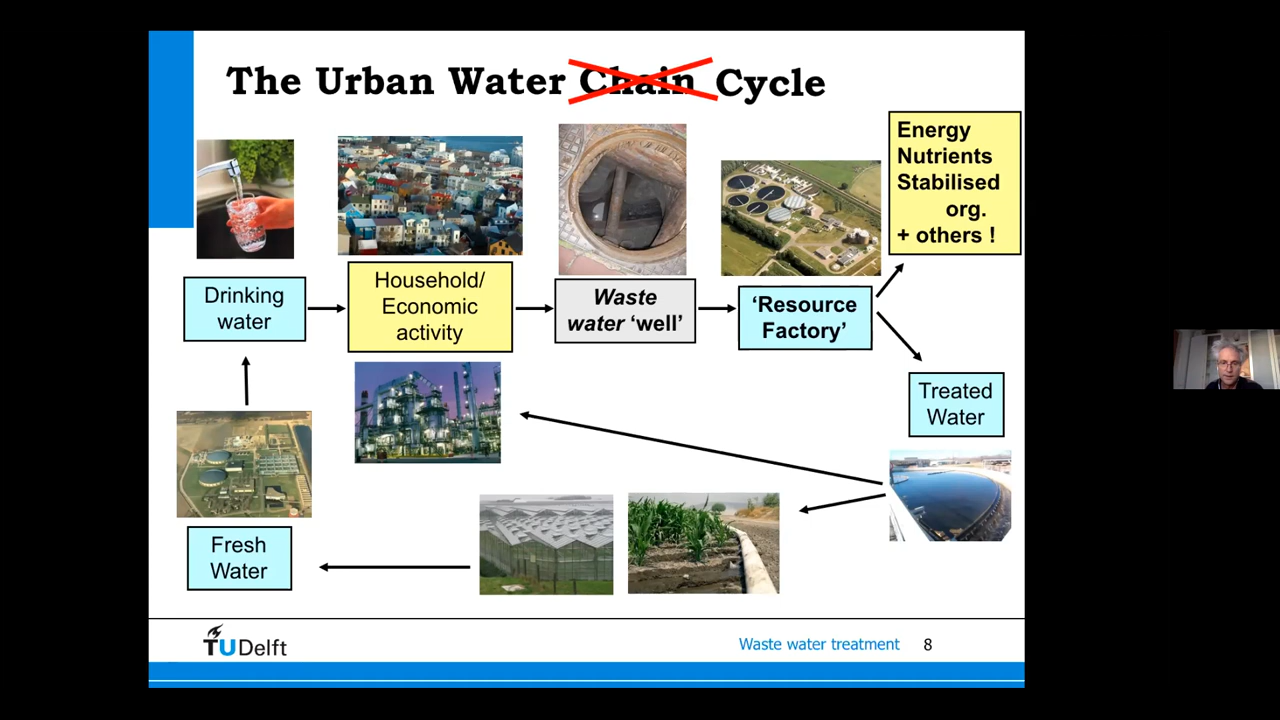 The Urban Water Chain Cycle
Energy
Nutrients
Stabilised
org.
+ others !
Drinking
water
Household/
Economic
activity
Waste
water ‘well’
‘Resource
Factory’
Treated
Water
Fresh
Water
TUDelft
Waste water treatment 8